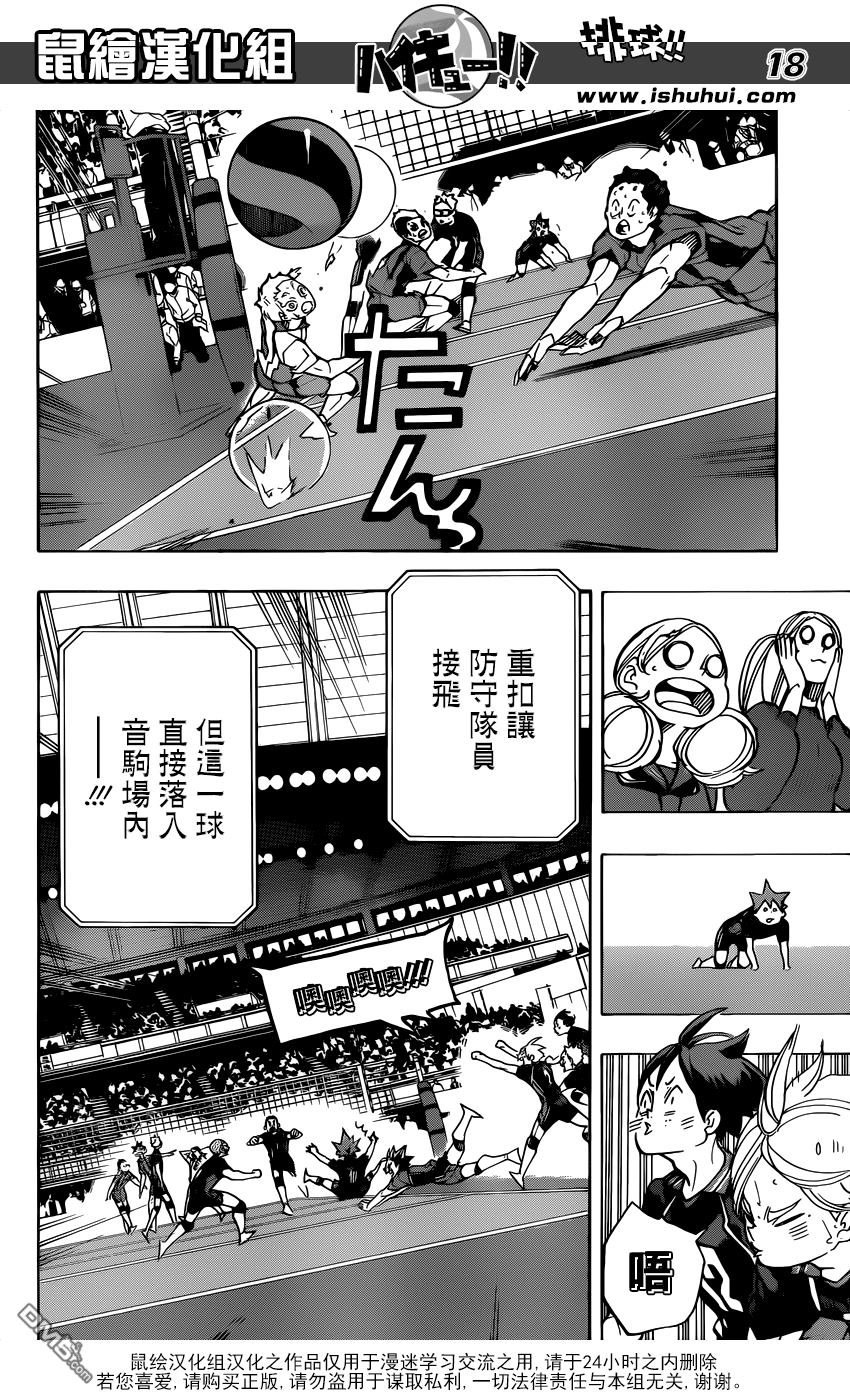 鼠繪漢化組
ハイキュー!!
排球!!
18
www.ishuhui.com
たんっ
重扣讓
防守隊員
接飛
但這一球
直接落入
音駒場內
——!!!
噢噢噢噢!!!
唔
DM5.com
鼠绘汉化组汉化之作品仅用于漫迷学习交流之用,请于24小时之内删除
若您喜爱,请购买正版,请勿盗用于谋取私利,一切法律责任与本组无关,谢谢。